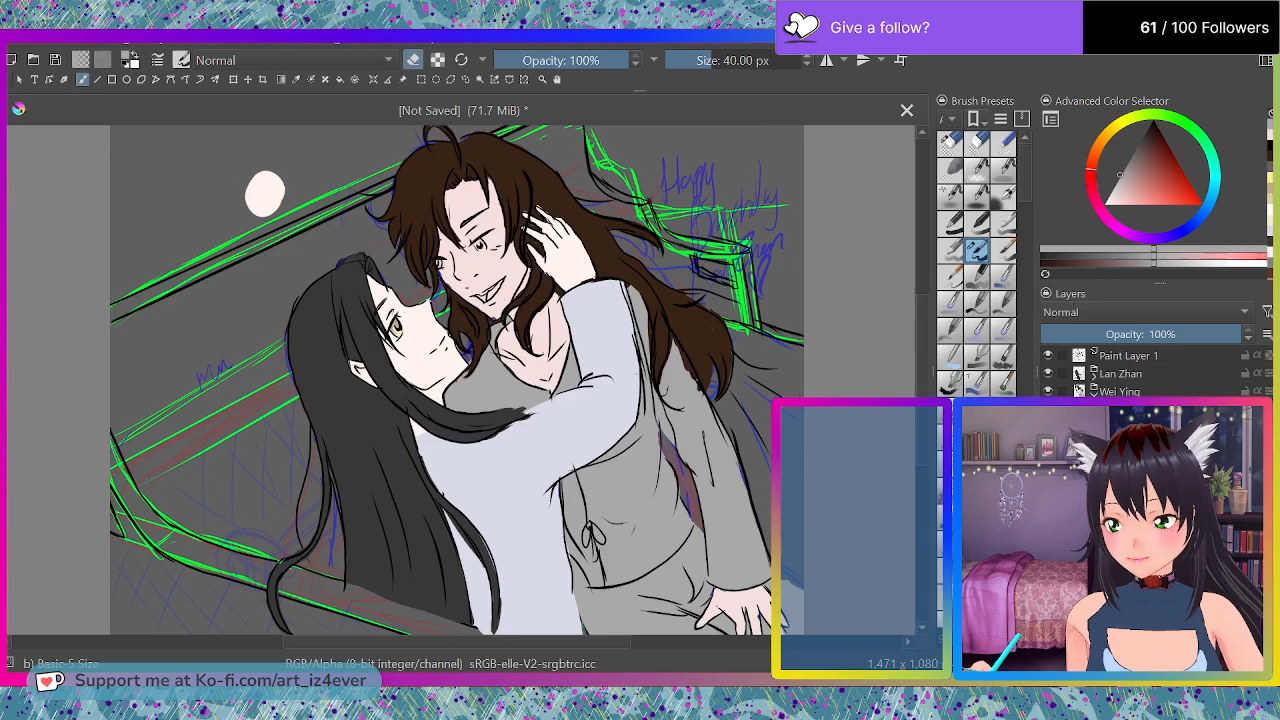 Give a follow?
61 / 100 Followers
Normal
Opacity: 100%
Size: 40.00 px
[Not Saved] (71.7 MiB) *
Brush Presets
Advanced Color Selector
Happy
Layers
Normal
Opacity: 100%
Paint Layer 1
Lan Zhan
Wei Ying
b) Basic-5 Size
RGB/Alpha (8-bit integer/channel) sRGB-elle-V2-srgbtrc.icc
1,471 x 1,080
Support me at Ko-fi.com/art_iz4ever